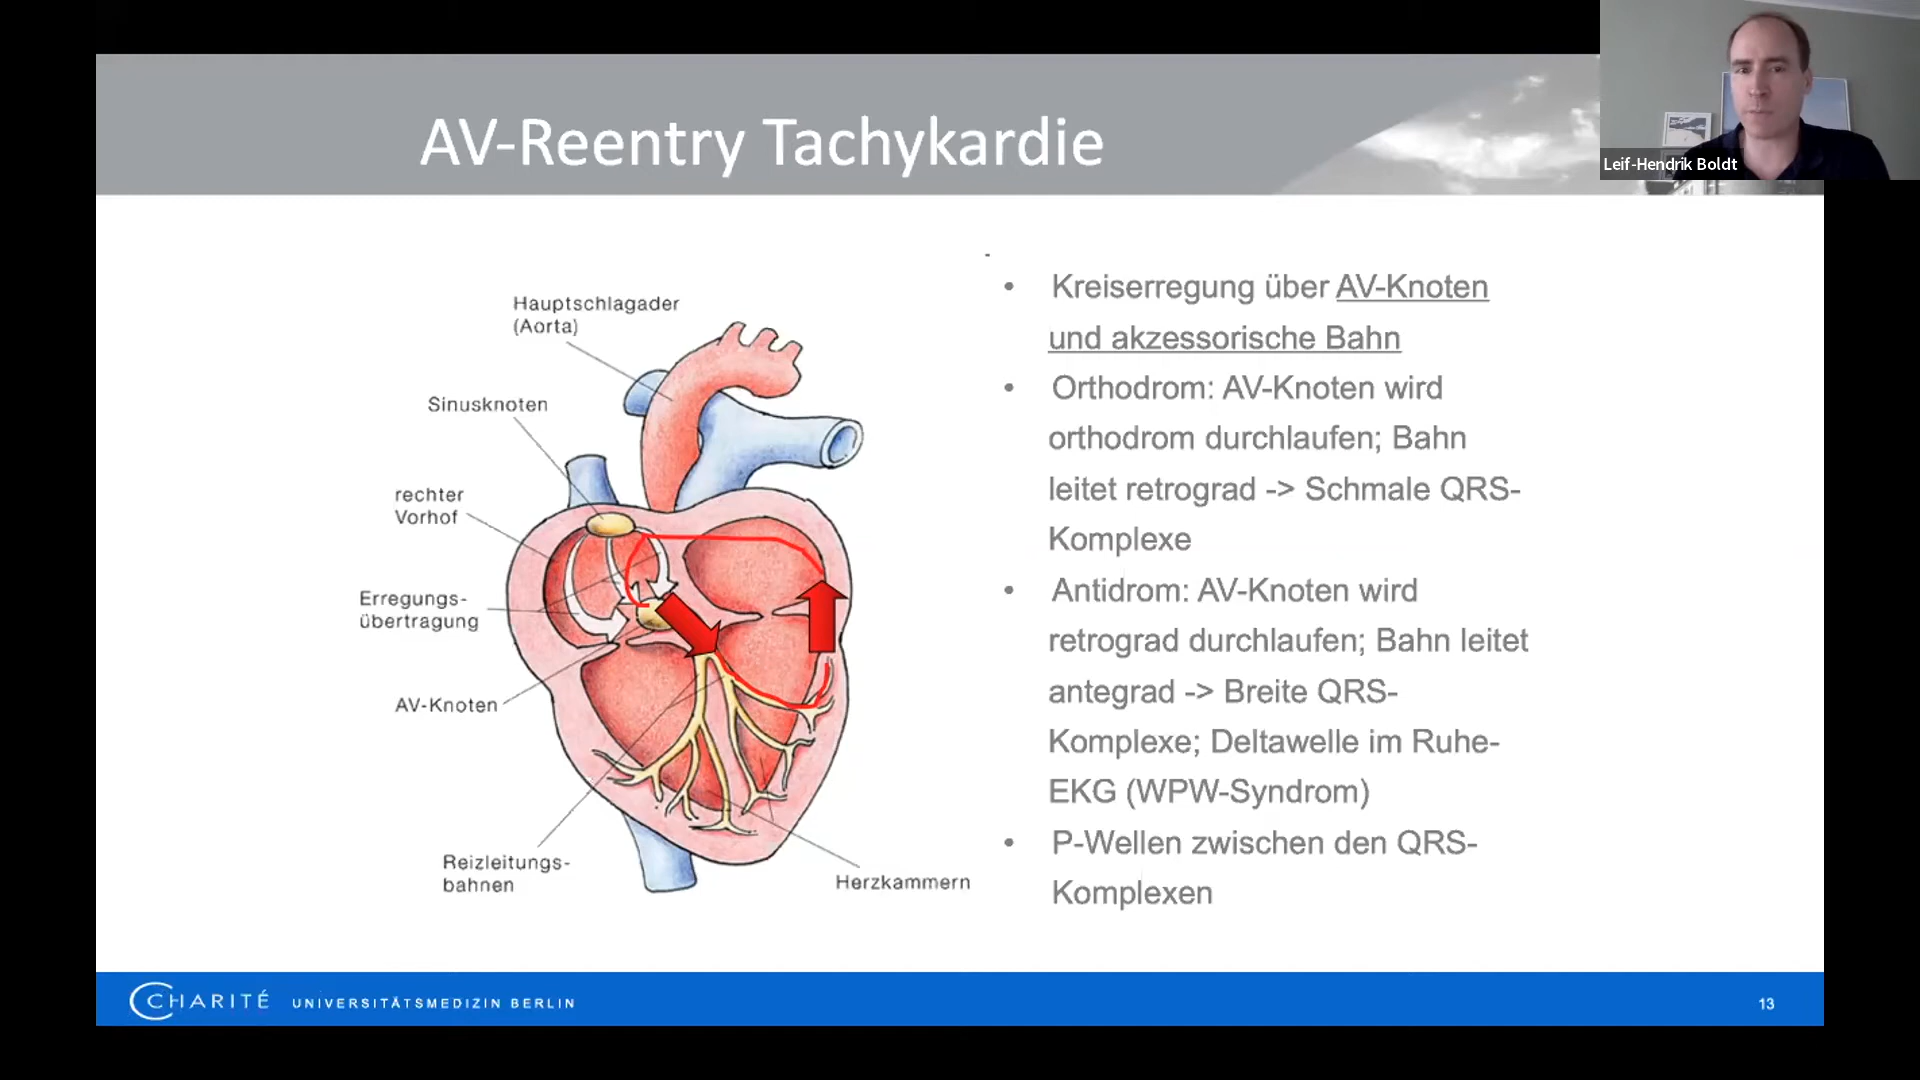 Leif-Hendrik Boldt
AV-Reentry Tachykardie
Hauptschlagader
(Aorta)
Sinusknoten
rechter
Vorhof
Erregungs-
übertragung
AV-Knoten
Reizleitungs-
bahnen
Herzkammern
-
• Kreiserregung über AV-Knoten
und akzessorische Bahn
• Orthodrom: AV-Knoten wird
orthodrom durchlaufen; Bahn
leitet retrograd -> Schmale QRS-
Komplexe
• Antidrom: AV-Knoten wird
retrograd durchlaufen; Bahn leitet
antegrad -> Breite QRS-
Komplexe; Deltawelle im Ruhe-
EKG (WPW-Syndrom)
• P-Wellen zwischen den QRS-
Komplexen
CHARITÉ UNIVERSITÄTSMEDIZIN BERLIN
13